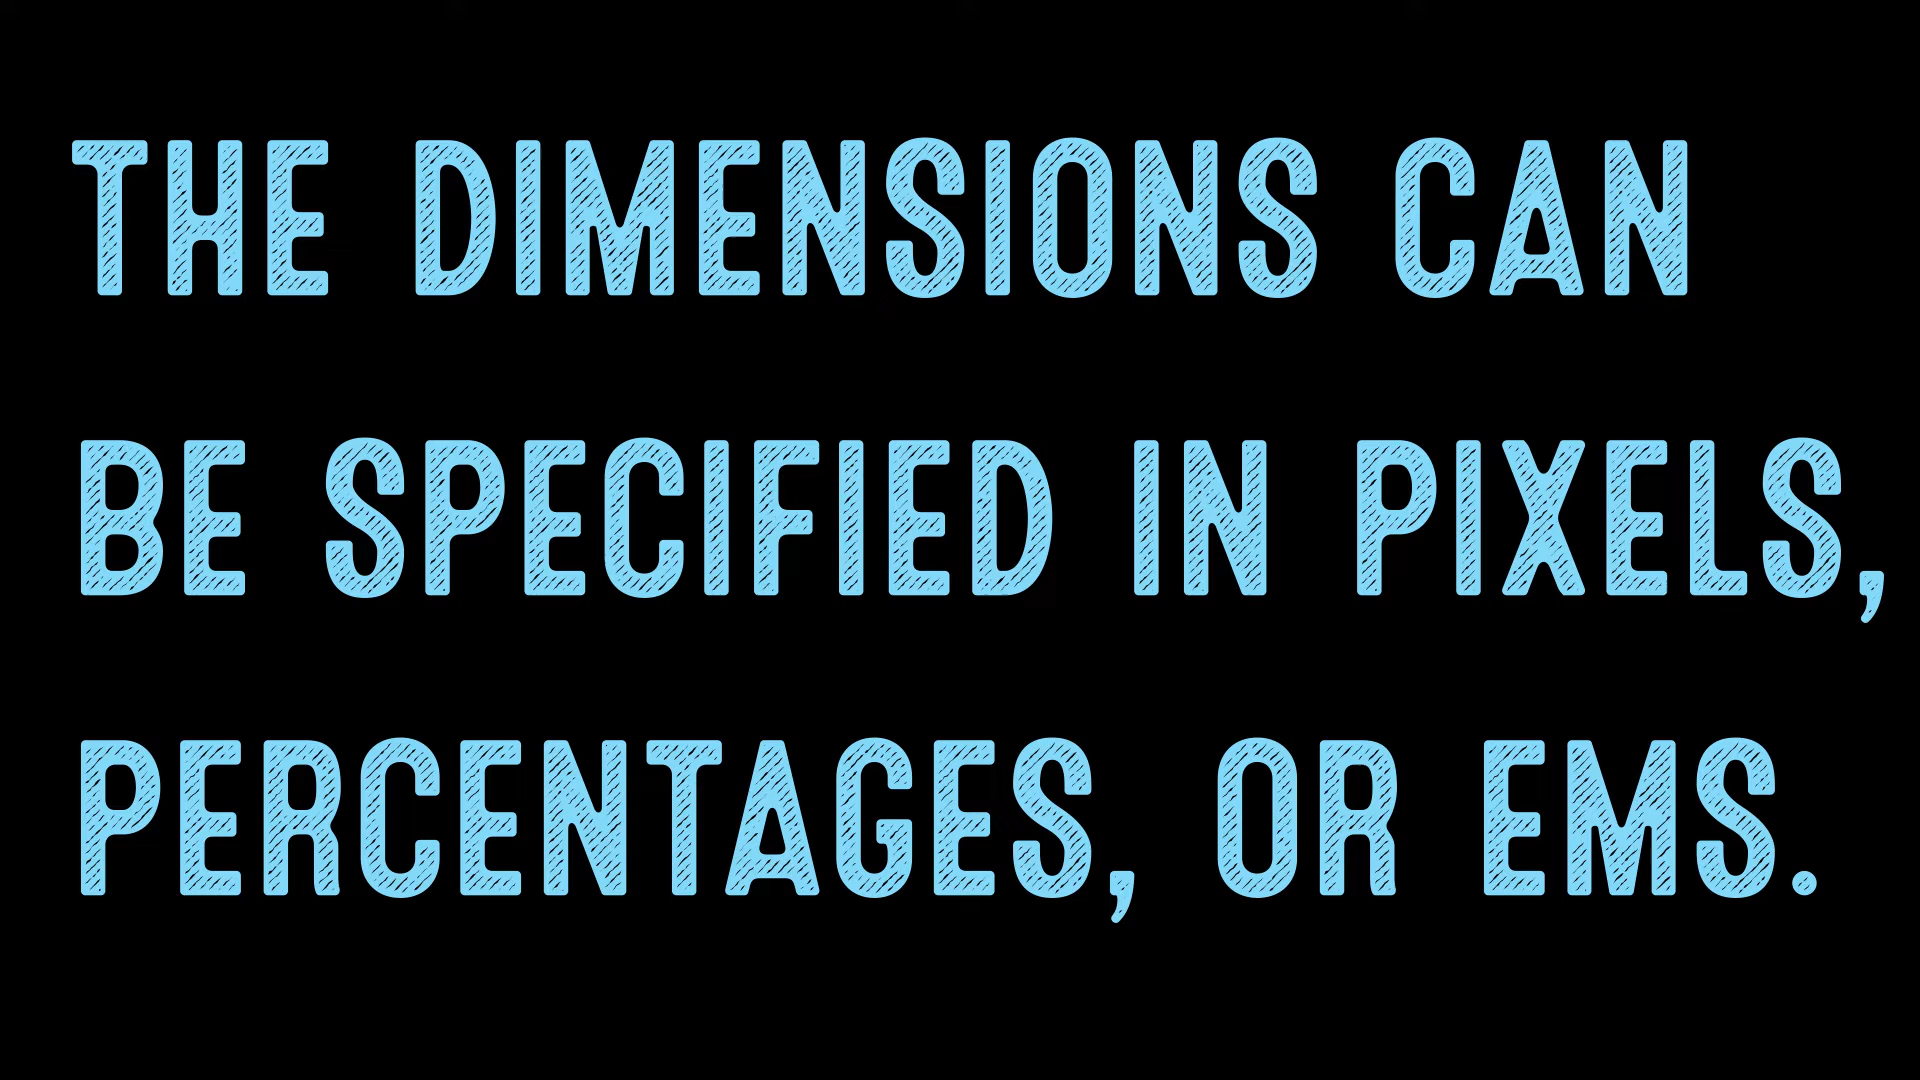 THE DIMENSIONS CAN
BE SPECIFIED IN PIXELS,
PERCENTAGES, OR EMS.